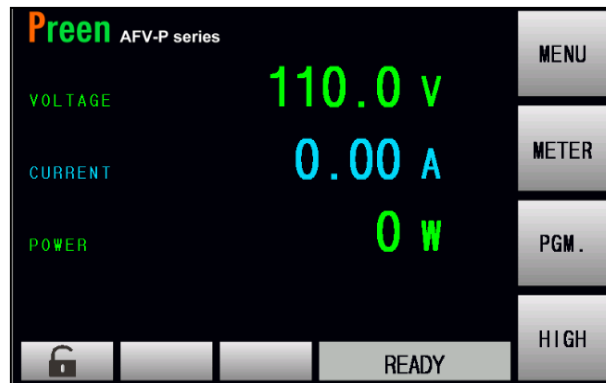 Preen AFV-P series
MENU
VOLTAGE 110.0 V
METER
CURRENT 0.00 A
POWER 0 W
PGM.
HIGH
READY